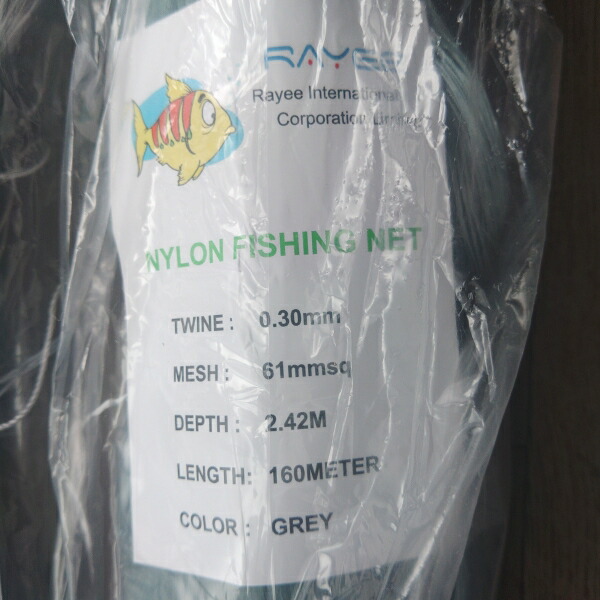 RAYEE
Rayee International
Corporation Limited
NYLON FISHING NET
TWINE : 0.30mm
MESH : 61mmsq
DEPTH : 2.42M
LENGTH: 160METER
COLOR : GREY